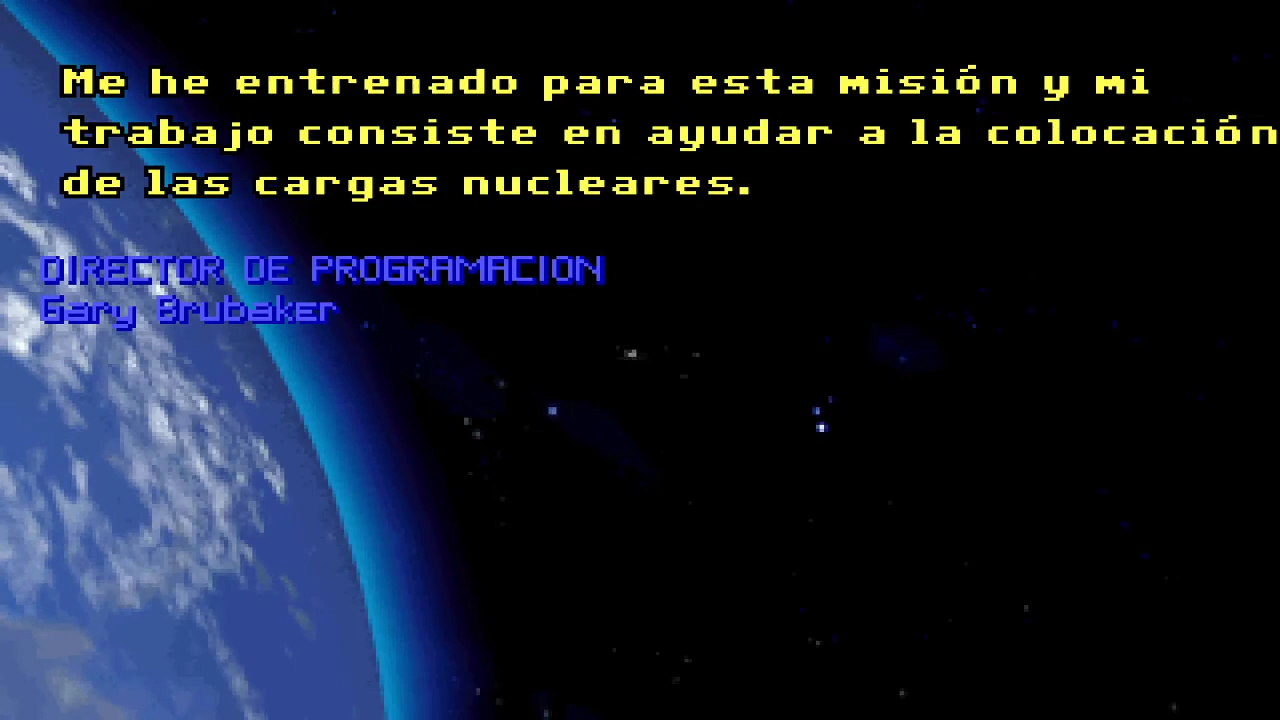 Me he entrenado para esta misión y mi
trabajo consiste en ayudar a la colocación
de las cargas nucleares.
DIRECTOR DE PROGRAMACION
Gary Brubaker